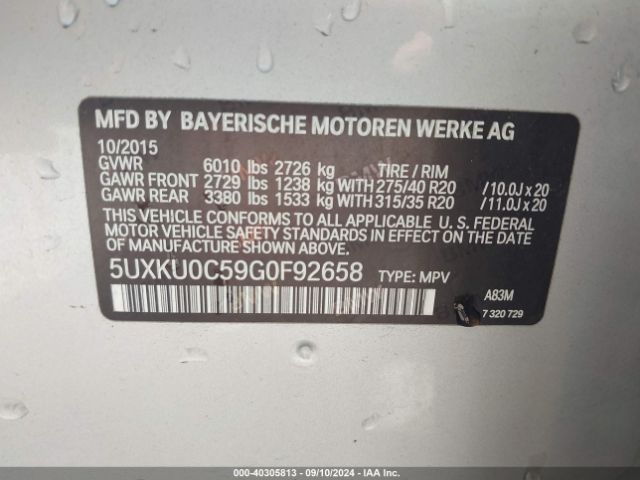 MFD BY BAYERISCHE MOTOREN WERKE AG
10/2015
GVWR 6010 lbs 2726 kg TIRE / RIM
GAWR FRONT 2729 lbs 1238 kg WITH 275/40 R20 /10.0J x 20
GAWR REAR 3380 lbs 1533 kg WITH 315/35 R20 /11.0J x 20
THIS VEHICLE CONFORMS TO ALL APPLICABLE U. S. FEDERAL
MOTOR VEHICLE SAFETY STANDARDS IN EFFECT ON THE DATE OF
MANUFACTURE SHOWN ABOVE.
5UXKU0C59G0F92658 TYPE: MPV
A83M
7 320 729
000-40305813 - 09/10/2024 - IAA Inc.